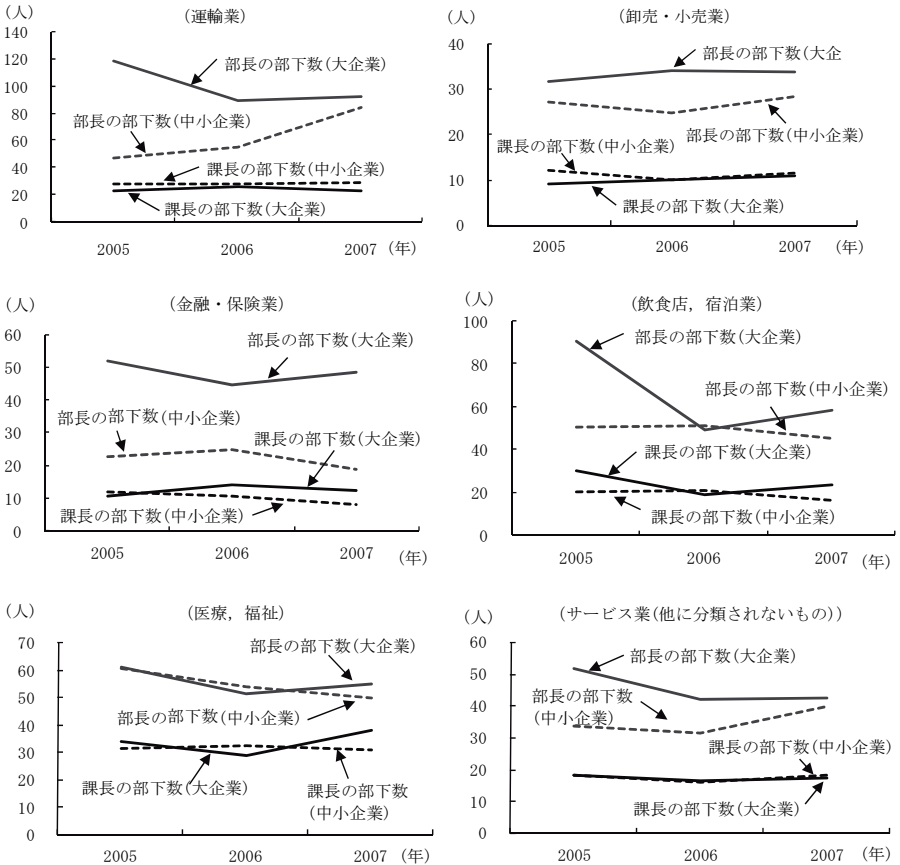 (人)
(運輸業)
140
120
100
80
60
40
20
0
部長の部下数(大企業)
部長の部下数(中小企業)
課長の部下数(中小企業)
課長の部下数(大企業)
2005
2006
2007
(年)
(人)
(卸売・小売業)
40
30
20
10
0
部長の部下数(大企
部長の部下数(中小企業)
課長の部下数(中小企業)
課長の部下数(大企業)
2005
2006
2007
(年)
(人)
(金融・保険業)
60
50
40
30
20
10
0
部長の部下数(大企業)
部長の部下数(中小企業)
課長の部下数(大企業)
課長の部下数(中小企業)
2005
2006
2007
(年)
(人)
(飲食店，宿泊業)
100
80
60
40
20
0
部長の部下数(大企業)
部長の部下数(中小企業)
課長の部下数(大企業)
課長の部下数(中小企業)
2005
2006
2007
(年)
(人)
(医療，福祉)
70
60
50
40
30
20
10
0
部長の部下数(大企業)
部長の部下数(中小企業)
課長の部下数(大企業)
課長の部下数
(中小企業)
2005
2006
2007
(年)
(人)
(サービス業(他に分類されないもの))
60
50
40
30
20
10
0
部長の部下数(大企業)
部長の部下数
(中小企業)
課長の部下数(中小企業)
課長の部下数(大企業)
2005
2006
2007
(年)